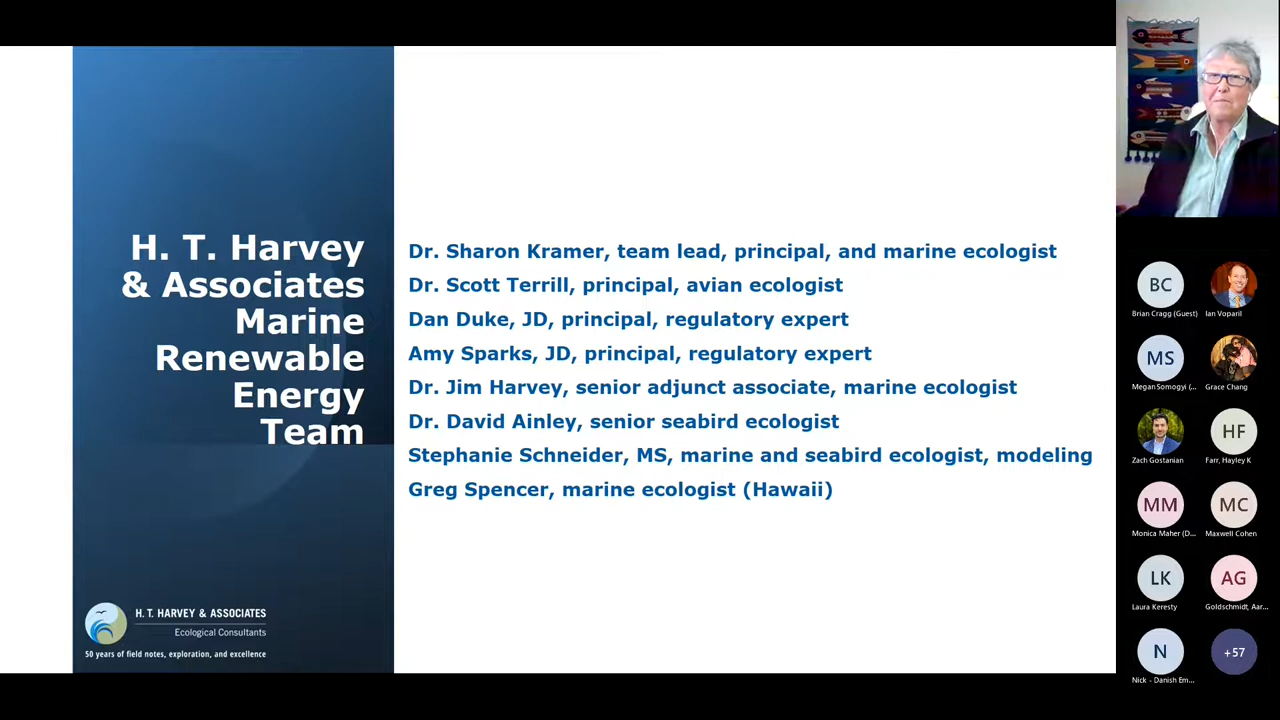 H. T. Harvey
& Associates
Marine
Renewable
Energy
Team
H. T. HARVEY & ASSOCIATES
Ecological Consultants
50 years of field notes, exploration, and excellence
Dr. Sharon Kramer, team lead, principal, and marine ecologist
Dr. Scott Terrill, principal, avian ecologist
Dan Duke, JD, principal, regulatory expert
Amy Sparks, JD, principal, regulatory expert
Dr. Jim Harvey, senior adjunct associate, marine ecologist
Dr. David Ainley, senior seabird ecologist
Stephanie Schneider, MS, marine and seabird ecologist, modeling
Greg Spencer, marine ecologist (Hawaii)
BC
Brian Cragg (Guest)
Ian Voparil
MS
Megan Somogyi (...
Grace Chang
Zach Gostanian
HF
Farr, Hayley K
MM
Monica Maher (D...
MC
Maxwell Cohen
LK
Laura Keresty
AG
Goldschmidt, Aar...
N
Nick - Danish Em...
+57